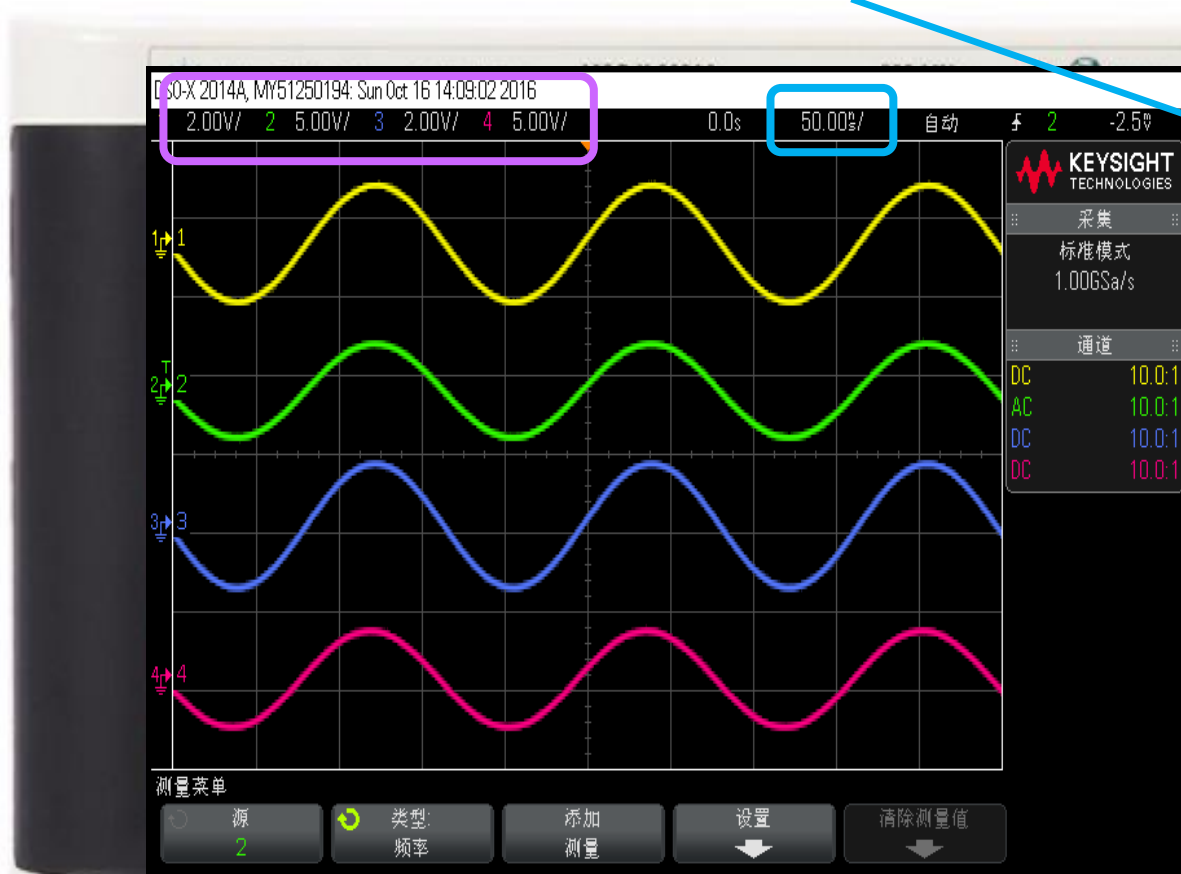 DSO-X 2014A, MY51250194: Sun Oct 16 14:09:02 2016
2.00V/ 2 5.00V/ 3 2.00V/ 4 5.00V/ 0.0s 50.00㎲/ 自动 2 -2.5V
KEYSIGHT
TECHNOLOGIES
采集
标准模式
1.00GSa/s
通道
DC 10.0:1
AC 10.0:1
DC 10.0:1
DC 10.0:1
1 1
T
2 2
3 3
4 4
测量菜单
源
2
类型:
频率
添加
测量
设置
清除测量值